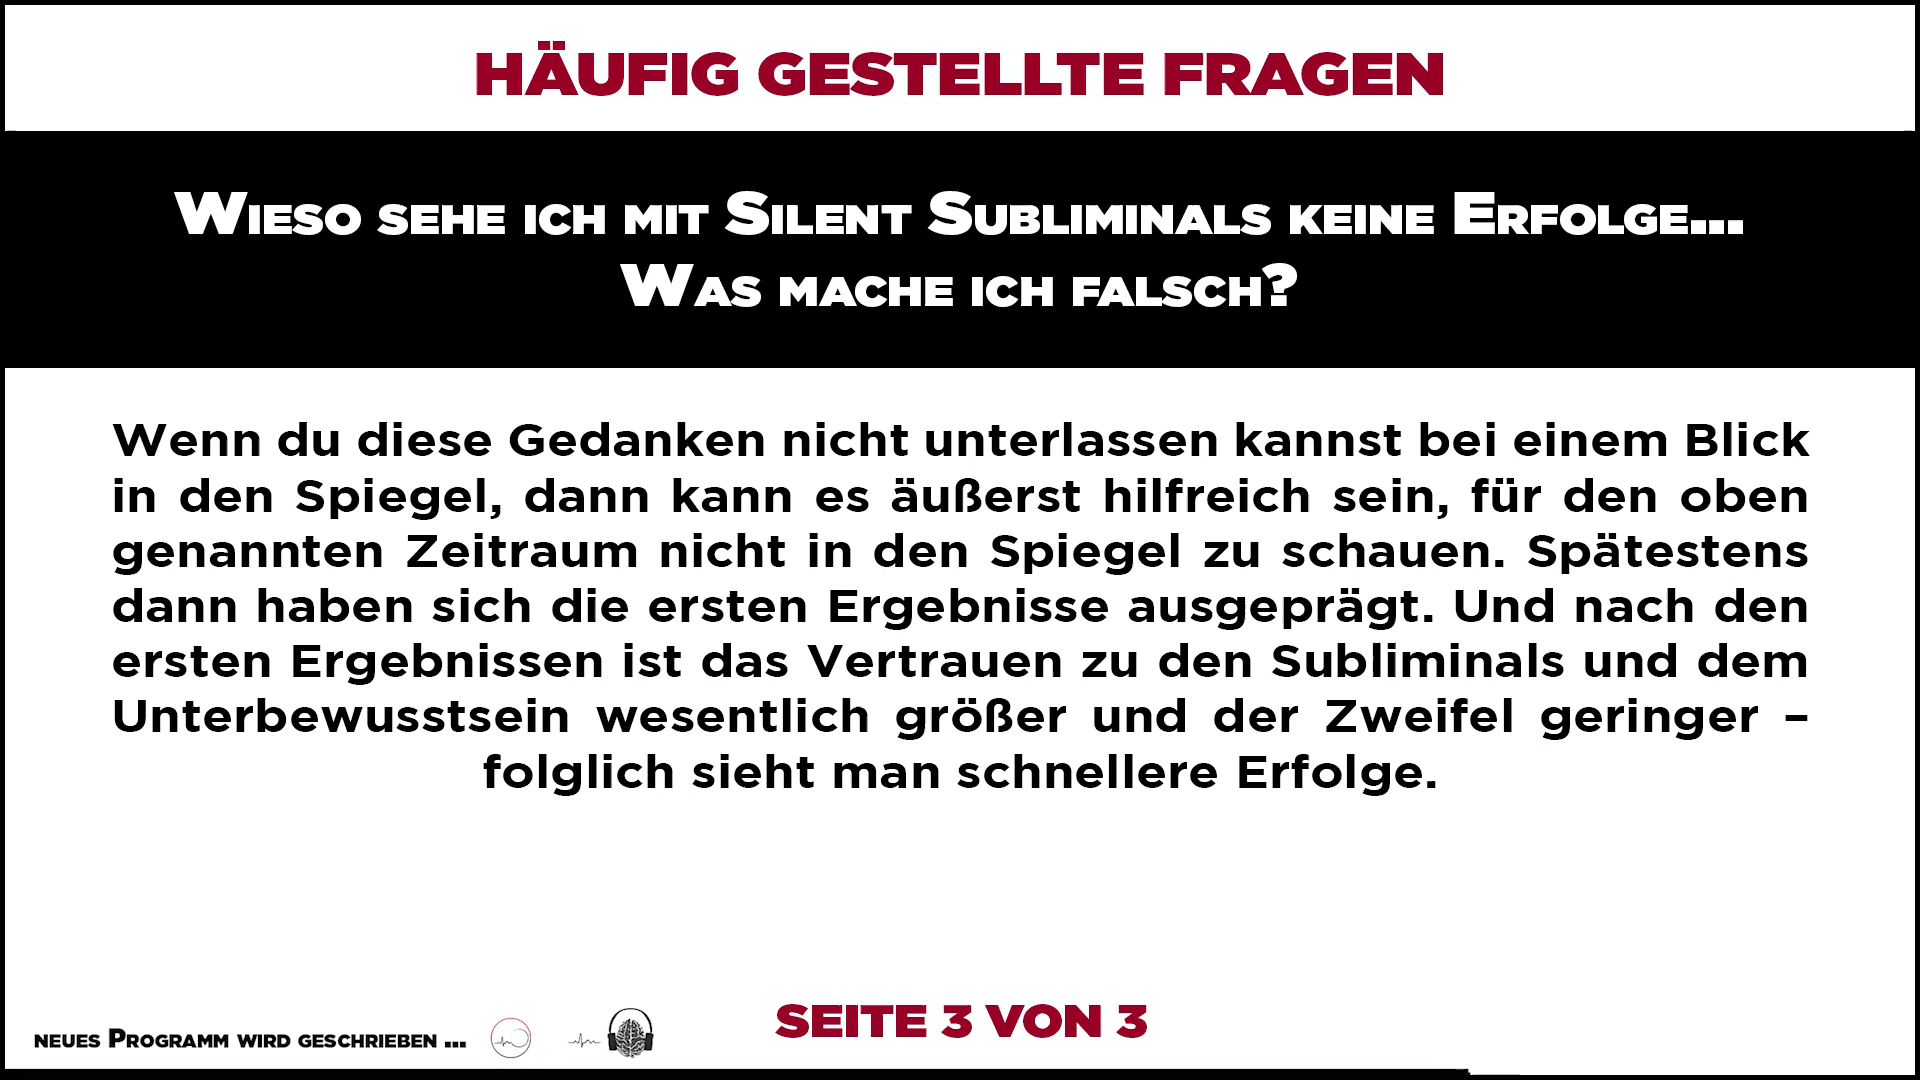 HÄUFIG GESTELLTE FRAGEN
WIESO SEHE ICH MIT SILENT SUBLIMINALS KEINE ERFOLGE...
WAS MACHE ICH FALSCH?
Wenn du diese Gedanken nicht unterlassen kannst bei einem Blick
in den Spiegel, dann kann es äußerst hilfreich sein, für den oben
genannten Zeitraum nicht in den Spiegel zu schauen. Spätestens
dann haben sich die ersten Ergebnisse ausgeprägt. Und nach den
ersten Ergebnissen ist das Vertrauen zu den Subliminals und dem
Unterbewusstsein wesentlich größer und der Zweifel geringer –
folglich sieht man schnellere Erfolge.
SEITE 3 VON 3
NEUES PROGRAMM WIRD GESCHRIEBEN ...